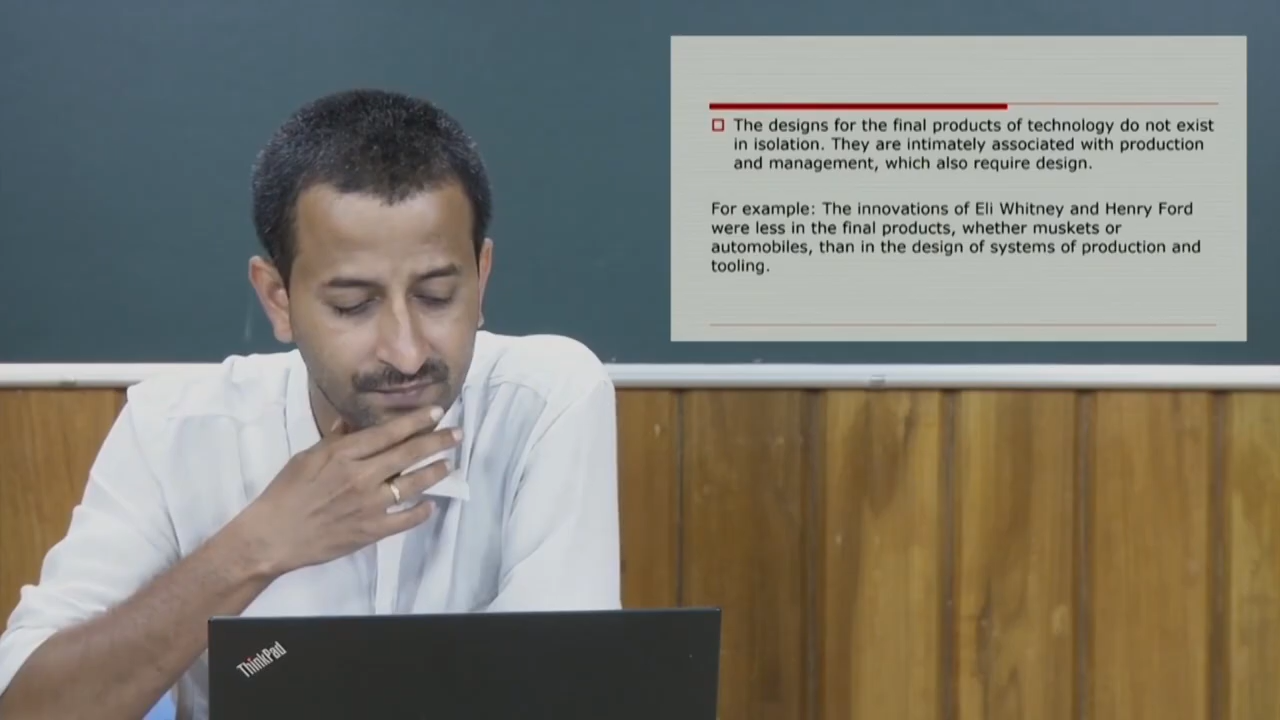 The designs for the final products of technology do not exist
in isolation. They are intimately associated with production
and management, which also require design.
For example: The innovations of Eli Whitney and Henry Ford
were less in the final products, whether muskets or
automobiles, than in the design of systems of production and
tooling.
ThinkPad